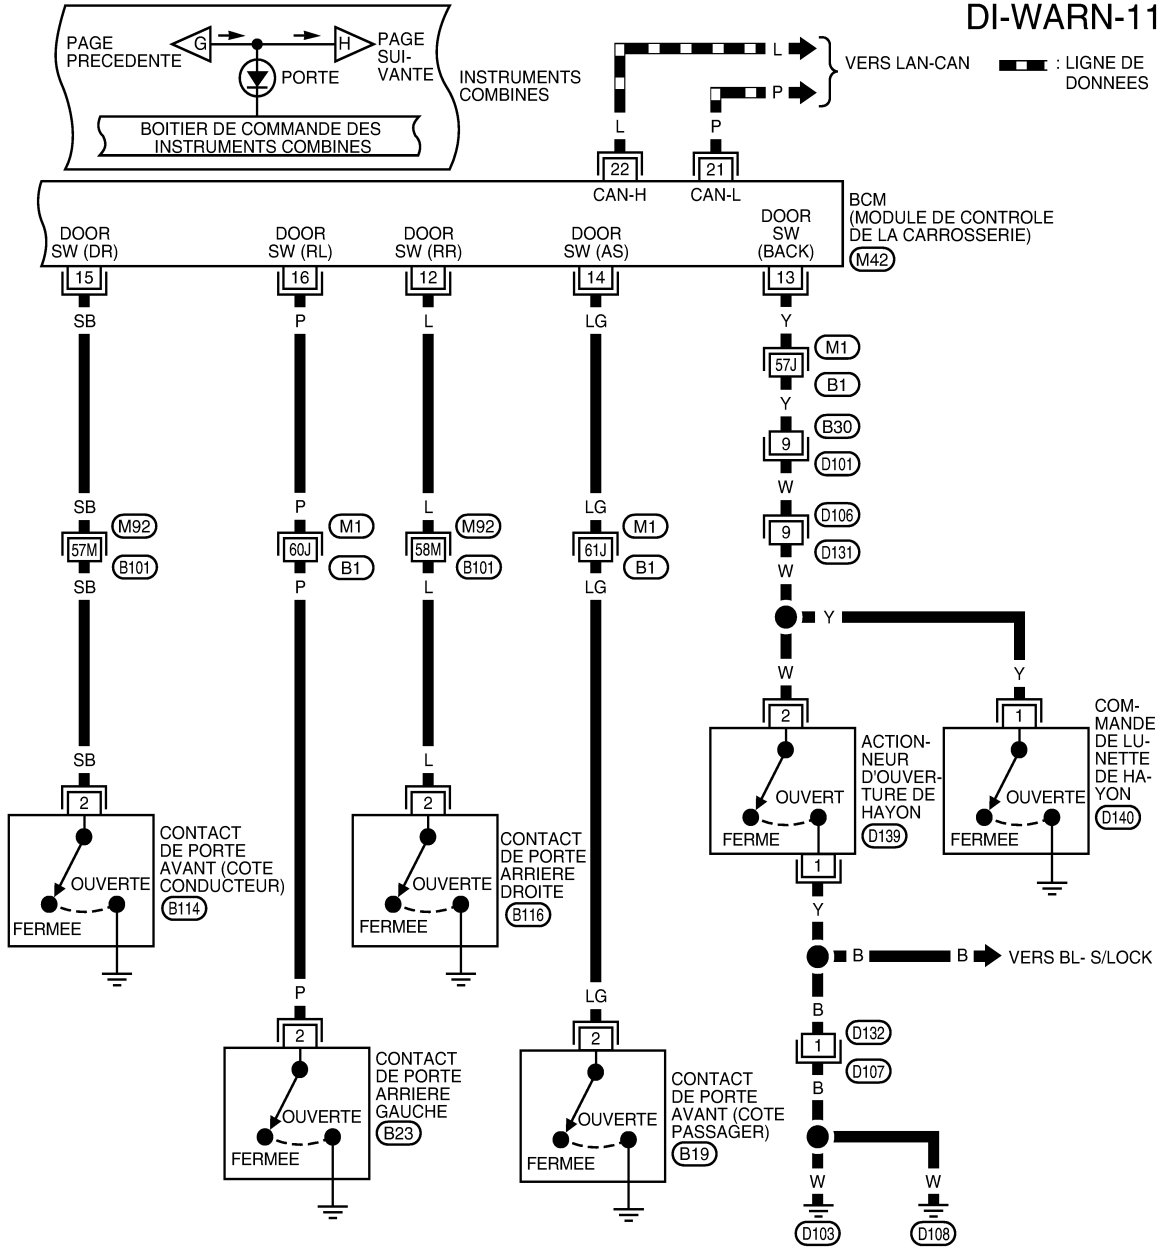 DI-WARN-11
PAGE
PRECEDENTE
G
H
PAGE
SUI-
VANTE
PORTE
INSTRUMENTS
COMBINES
BOITIER DE COMMANDE DES
INSTRUMENTS COMBINES
L
P
VERS LAN-CAN
: LIGNE DE
DONNEES
L
P
22
21
CAN-H
CAN-L
BCM
(MODULE DE CONTROLE
DE LA CARROSSERIE)
M42
DOOR
SW (DR)
DOOR
SW (RL)
DOOR
SW (RR)
DOOR
SW (AS)
DOOR
SW
(BACK)
15
16
12
14
13
SB
P
L
LG
Y
57J
M1
B1
Y
9
B30
D101
W
SB
P
L
LG
57M
M92
B101
60J
M1
B1
58M
M92
B101
61J
M1
B1
9
D106
D131
SB
P
L
LG
W
Y
W
Y
SB
L
2
2
2
1
ACTION-
NEUR
D'OUVER-
TURE DE
HAYON
D139
OUVERT
FERME
COM-
MANDE
DE LU-
NETTE
DE HA-
YON
D140
OUVERTE
FERMEE
CONTACT
DE PORTE
AVANT (COTE
CONDUCTEUR)
B114
OUVERTE
FERMEE
CONTACT
DE PORTE
ARRIERE
DROITE
B116
OUVERTE
FERMEE
1
Y
B
B
VERS BL- S/LOCK
P
LG
B
2
2
1
D132
D107
B
CONTACT
DE PORTE
ARRIERE
GAUCHE
B23
OUVERTE
FERMEE
CONTACT
DE PORTE
AVANT (COTE
PASSAGER)
B19
OUVERTE
FERMEE
W
W
D103
D108